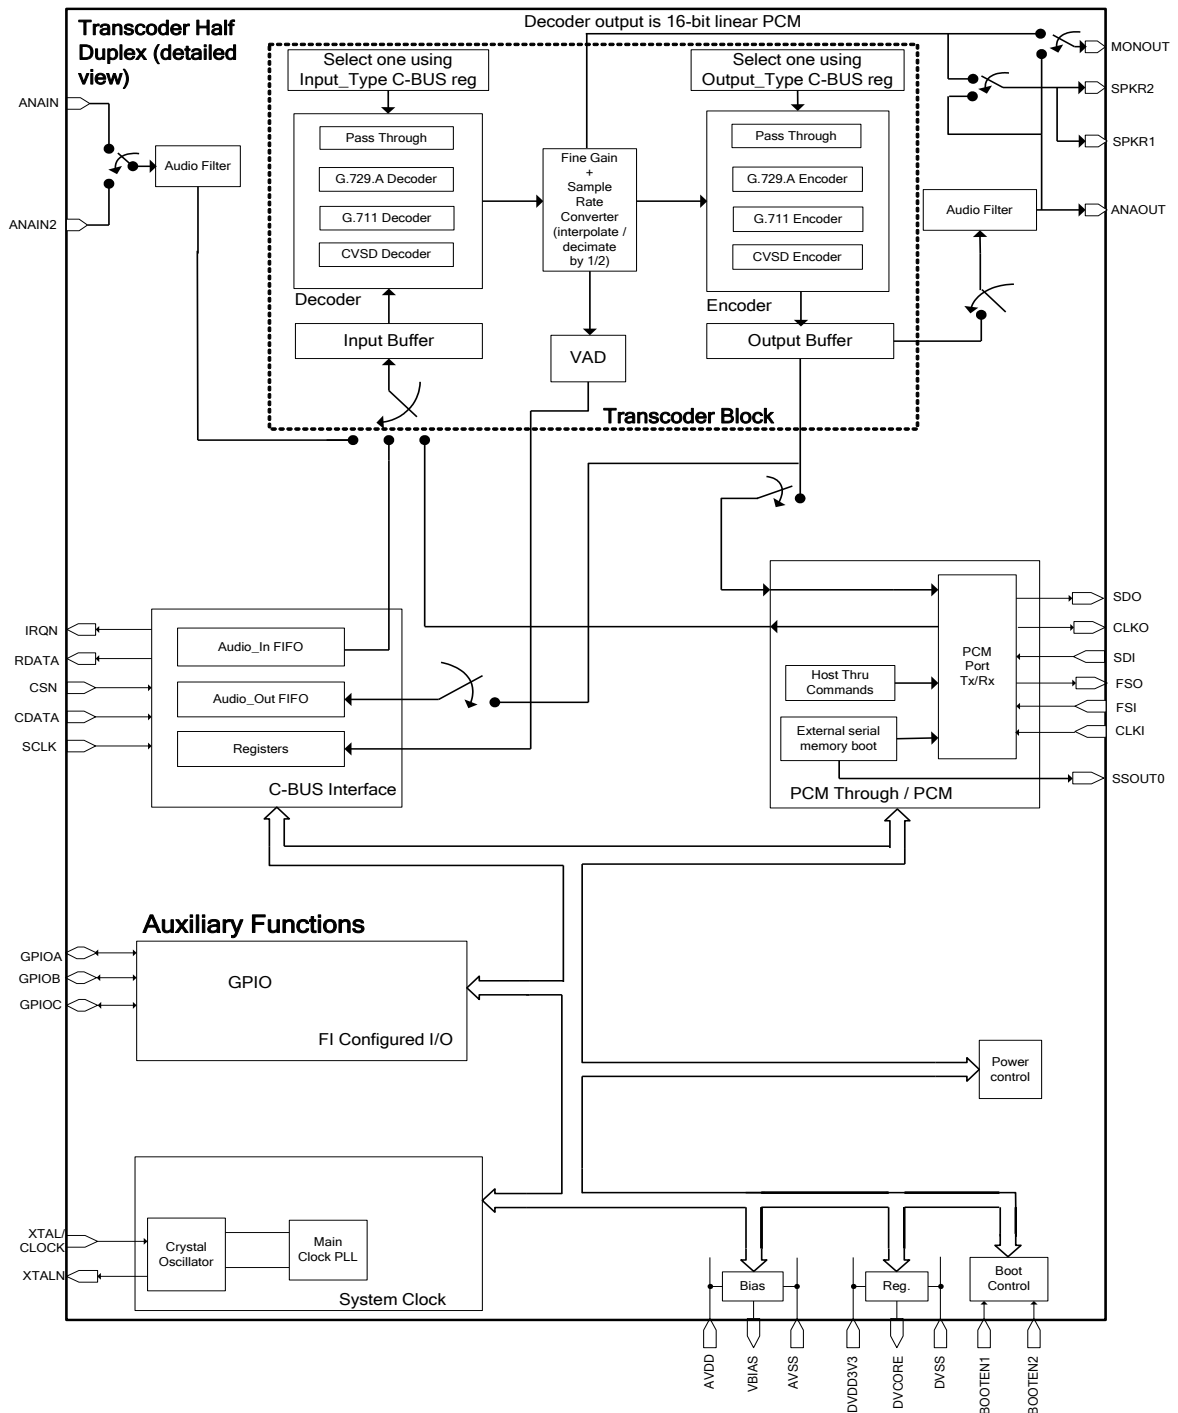 Transcoder Half
Duplex (detailed
view)
Decoder output is 16-bit linear PCM
Select one using
Input_Type C-BUS reg
Select one using
Output_Type C-BUS reg
MONOUT
SPKR2
SPKR1
ANAOUT
ANAIN
ANAIN2
Audio Filter
Pass Through
G.729.A Decoder
G.711 Decoder
CVSD Decoder
Decoder
Input Buffer
Fine Gain
+
Sample
Rate
Converter
(interpolate /
decimate
by 1/2)
VAD
Pass Through
G.729.A Encoder
G.711 Encoder
CVSD Encoder
Encoder
Output Buffer
Audio Filter
Transcoder Block
IRQN
RDATA
CSN
CDATA
SCLK
Audio_In FIFO
Audio_Out FIFO
Registers
C-BUS Interface
Host Thru
Commands
External serial
memory boot
PCM
Port
Tx/Rx
PCM Through / PCM
SDO
CLKO
SDI
FSO
FSI
CLKI
SSOUT0
Auxiliary Functions
GPIOA
GPIOB
GPIOC
GPIO
FI Configured I/O
Power
control
XTAL/
CLOCK
XTALN
Crystal
Oscillator
Main
Clock PLL
System Clock
Bias
Reg.
Boot
Control
AVDD
VBIAS
AVSS
DVDD3V3
DVCORE
DVSS
BOOTEN1
BOOTEN2